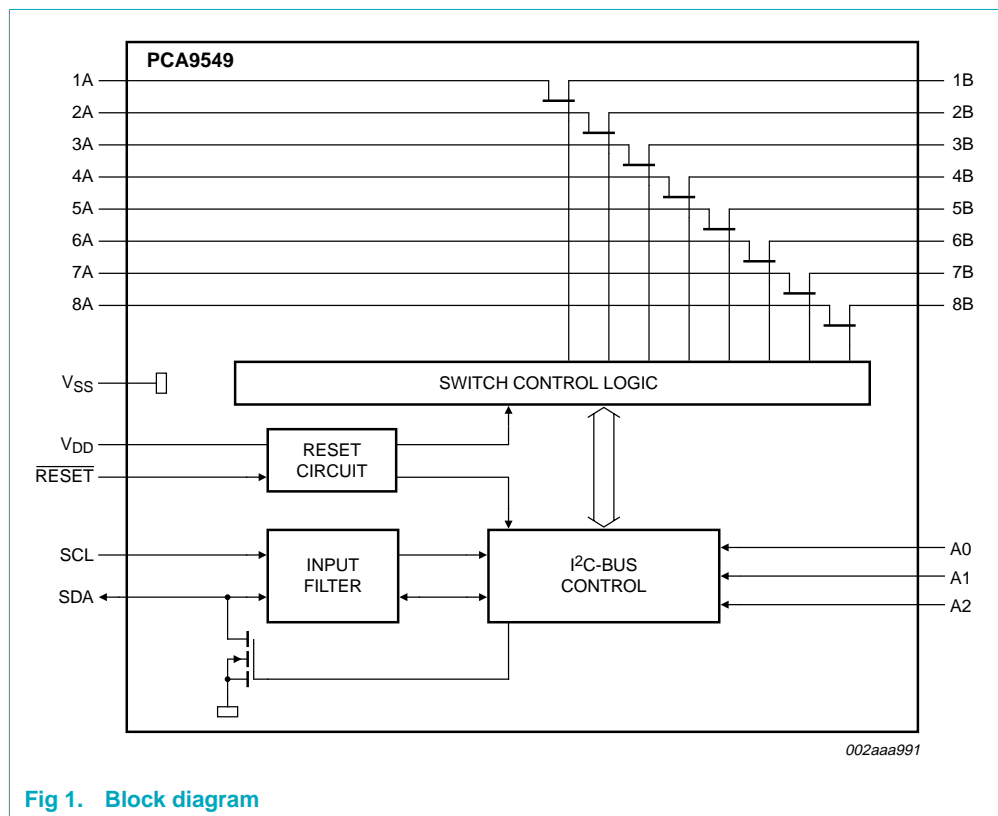 PCA9549
1A
1B
2A
2B
3A
3B
4A
4B
5A
5B
6A
6B
7A
7B
8A
8B
VSS
SWITCH CONTROL LOGIC
VDD
RESET
RESET
CIRCUIT
SCL
INPUT
FILTER
I2C-BUS
CONTROL
A0
SDA
A1
A2
002aaa991
Fig 1. Block diagram